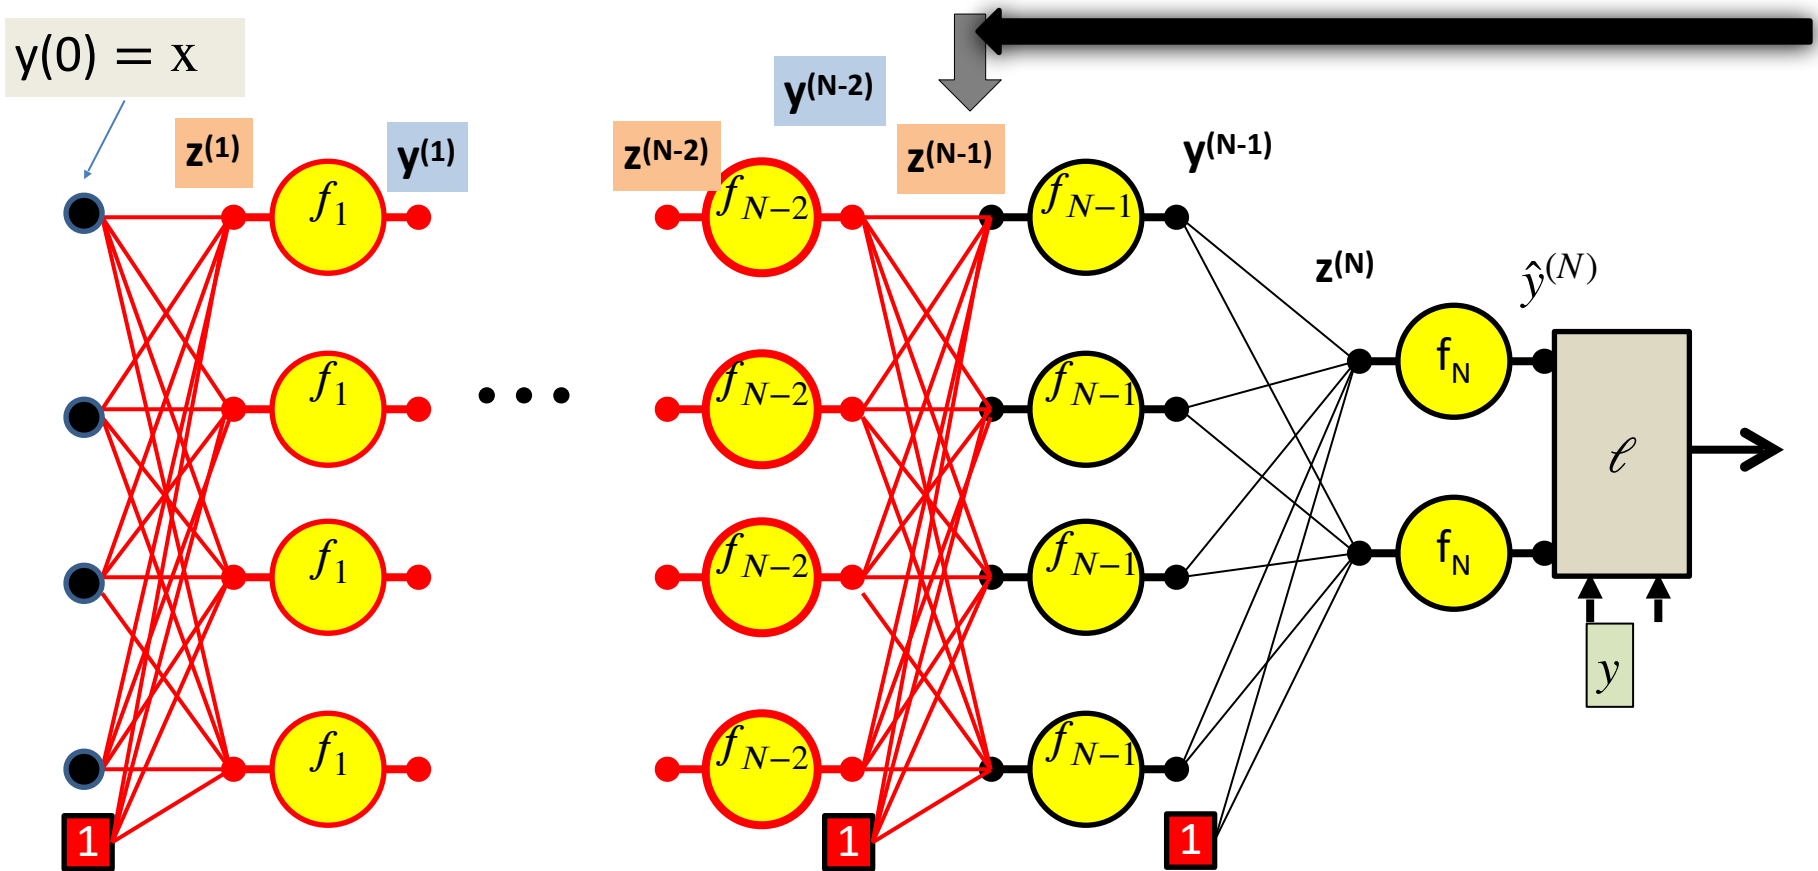 y(0) = x
z(1)
y(1)
z(N-2)
y(N-2)
z(N-1)
y(N-1)
z(N)
ŷ(N)
f1
f1
f1
f1
...
fN−2
fN−2
fN−2
fN−2
fN−1
fN−1
fN−1
fN−1
fN
fN
ℓ
y
1
1
1